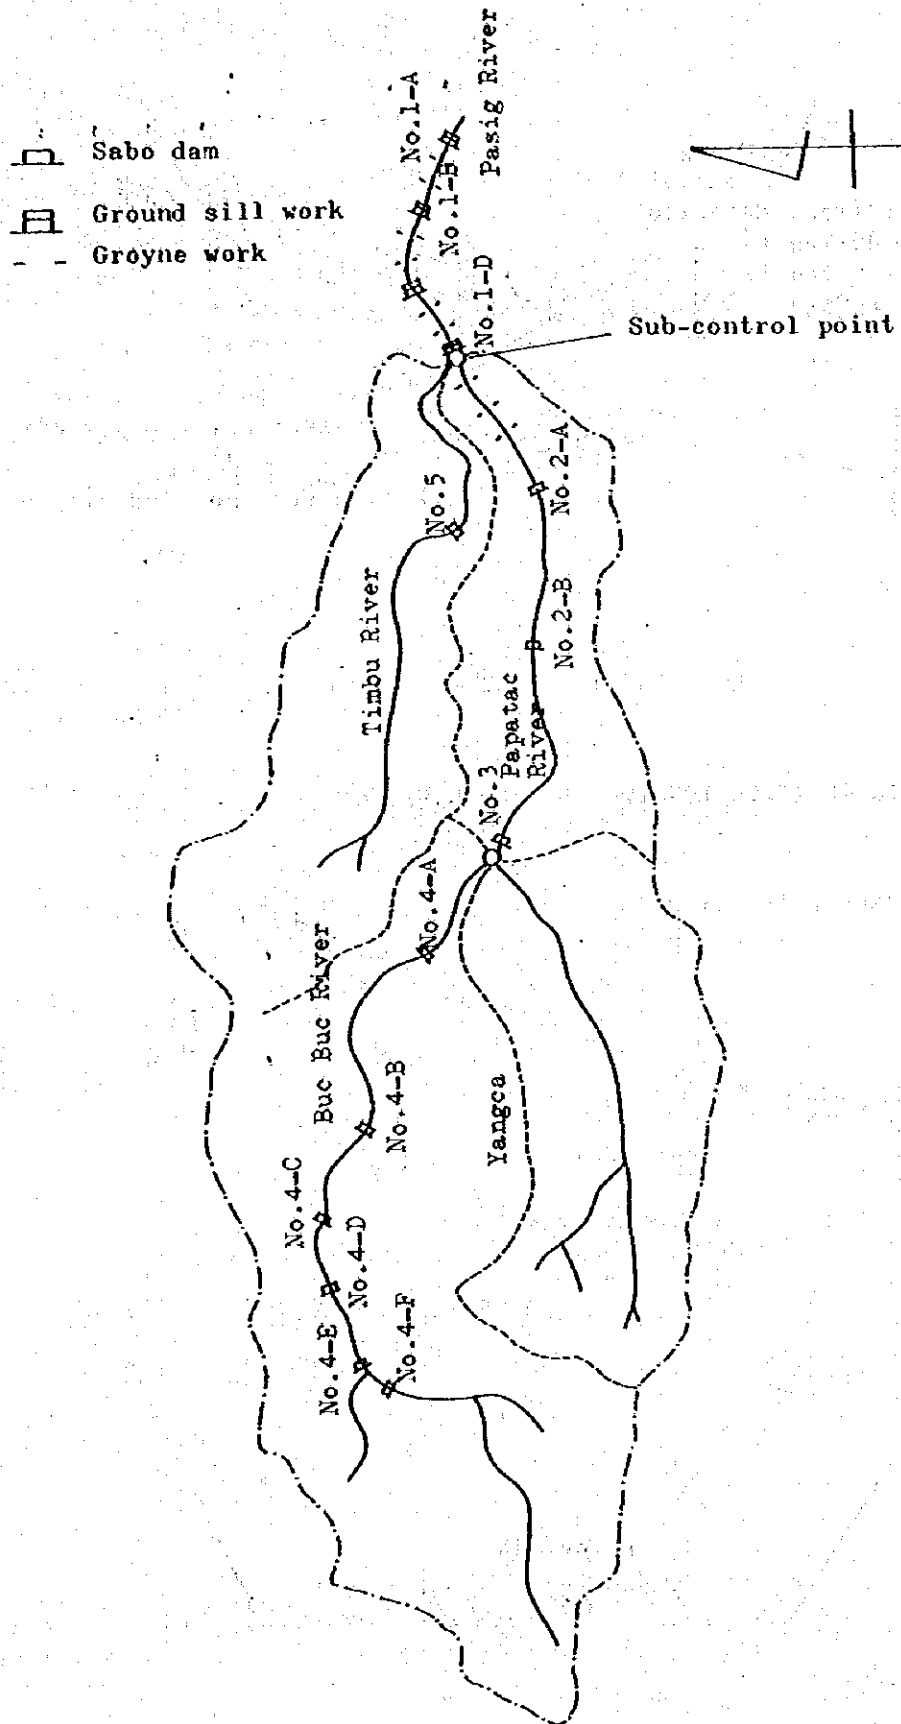 Sabo dam
Ground sill work
Groyne work
No.1-A
Pasig River
No.1-B
No.1-D
Sub-control point
No.5
No.2-A
Timbu River
No.2-B
Papatac
River
No.3
No.4-A
Buc Buc River
No.4-B
Yangca
No.4-C
No.4-D
No.4-E
No.4-F